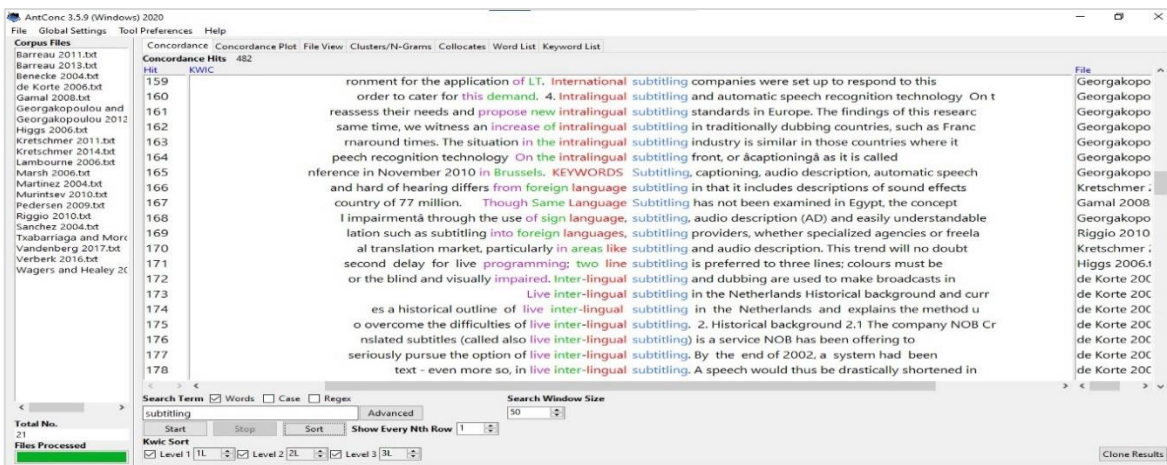 AntConc 3.5.9 (Windows) 2020
File Global Settings Tool Preferences Help
Corpus Files
Barreau 2011.txt
Barreau 2013.txt
Benecke 2004.txt
de Korte 2006.txt
Gamal 2008.txt
Georgakopoulou and
Georgakopoulou 2012
Higgs 2006.txt
Kretschmer 2011.txt
Kretschmer 2014.txt
Lambourne 2006.txt
Marsh 2006.txt
Martinez 2004.txt
Murintsev 2010.txt
Pedersen 2009.txt
Riggio 2010.txt
Sanchez 2004.txt
Txabarriaga and Morc
Vandenberg 2017.txt
Verberk 2016.txt
Wagers and Healey 20
Total No.
21
Files Processed
Concordance Concordance Plot File View Clusters/N-Grams Collocates Word List Keyword List
Concordance Hits 482
Hit KWIC File
159 ronment for the application of LT. International subtitling companies were set up to respond to this Georgakopo
160 order to cater for this demand. 4. Intralingual subtitling and automatic speech recognition technology On t Georgakopo
161 reassess their needs and propose new intralingual subtitling standards in Europe. The findings of this researc Georgakopo
162 same time, we witness an increase of intralingual subtitling in traditionally dubbing countries, such as Franc Georgakopo
163 rnaround times. The situation in the intralingual subtitling industry is similar in those countries where it Georgakopo
164 peech recognition technology On the intralingual subtitling front, or âcaptioningâ as it is called Georgakopo
165 nference in November 2010 in Brussels. KEYWORDS Subtitling, captioning, audio description, automatic speech Georgakopo
166 and hard of hearing differs from foreign language subtitling in that it includes descriptions of sound effects Kretschmer
167 country of 77 million. Though Same Language Subtitling has not been examined in Egypt, the concept Gamal 2008
168 l impairmentâ through the use of sign language, subtitling, audio description (AD) and easily understandable Georgakopo
169 lation such as subtitling into foreign languages, subtitling providers, whether specialized agencies or freela Riggio 2010
170 al translation market, particularly in areas like subtitling and audio description. This trend will no doubt Kretschmer
171 second delay for live programming; two line subtitling is preferred to three lines; colours must be Higgs 2006.t
172 or the blind and visually impaired. Inter-lingual subtitling and dubbing are used to make broadcasts in de Korte 200
173 Live inter-lingual subtitling in the Netherlands Historical background and curr de Korte 200
174 es a historical outline of live inter-lingual subtitling in the Netherlands and explains the method u de Korte 200
175 o overcome the difficulties of live inter-lingual subtitling. 2. Historical background 2.1 The company NOB Cr de Korte 200
176 nslated subtitles (called also live inter-lingual subtitling) is a service NOB has been offering to de Korte 200
177 seriously pursue the option of live inter-lingual subtitling. By the end of 2002, a system had been de Korte 200
178 text - even more so, in live inter-lingual subtitling. A speech would thus be drastically shortened in de Korte 200
Search Term Words Case Regex Search Window Size
subtitling Advanced 50
Start Stop Sort Show Every Nth Row 1
Kwic Sort
Level 1 1L Level 2 2L Level 3 3L Clone Results